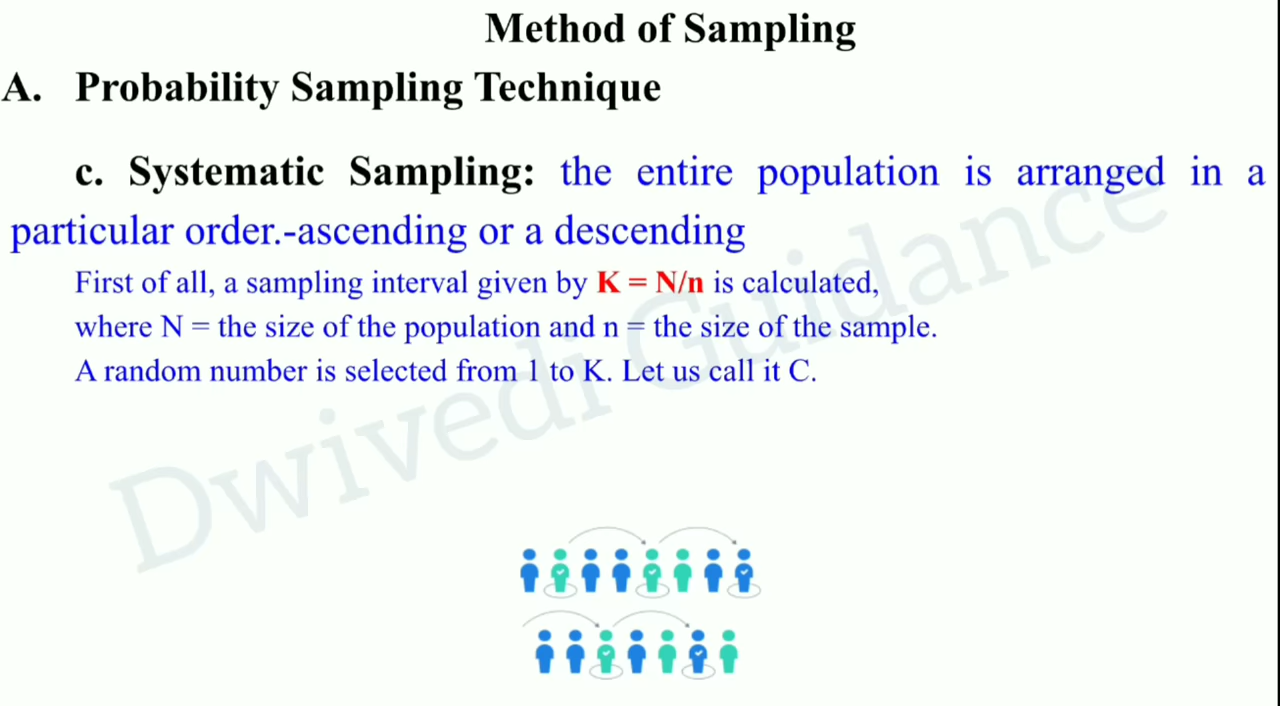 Method of Sampling
A. Probability Sampling Technique
c. Systematic Sampling: the entire population is arranged in a
particular order.-ascending or a descending
First of all, a sampling interval given by K = N/n is calculated,
where N = the size of the population and n = the size of the sample.
A random number is selected from 1 to K. Let us call it C.
Dwivedi Guidance